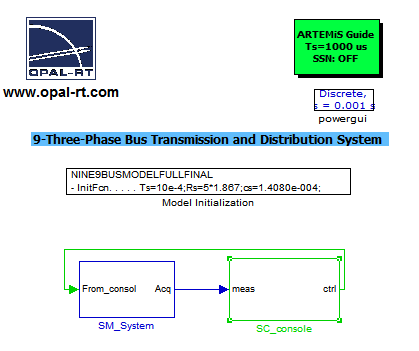 OPAL-RT
www.opal-rt.com
ARTEMiS Guide
Ts=1000 us
SSN: OFF
Discrete,
s = 0.001 s
powergui
9-Three-Phase Bus Transmission and Distribution System
NINE9BUSMODELFULLFINAL
- InitFcn. . . . . Ts=10e-4;Rs=5*1.867;cs=1.4080e-004;
Model Initialization
From_consol Acq
SM_System
meas ctrl
SC_console